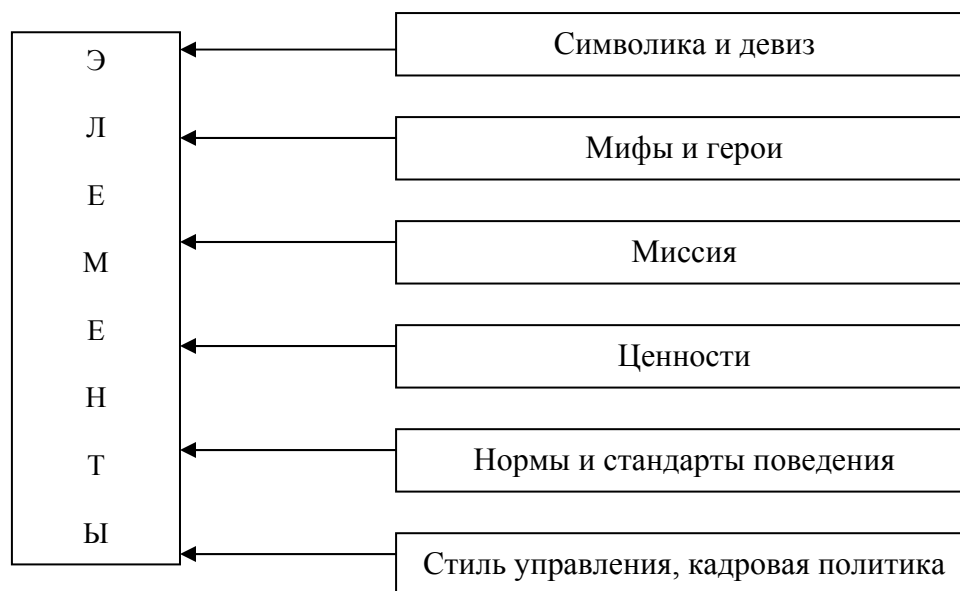 Э
Л
Е
М
Е
Н
Т
Ы
Символика и девиз
Мифы и герои
Миссия
Ценности
Нормы и стандарты поведения
Стиль управления, кадровая политика